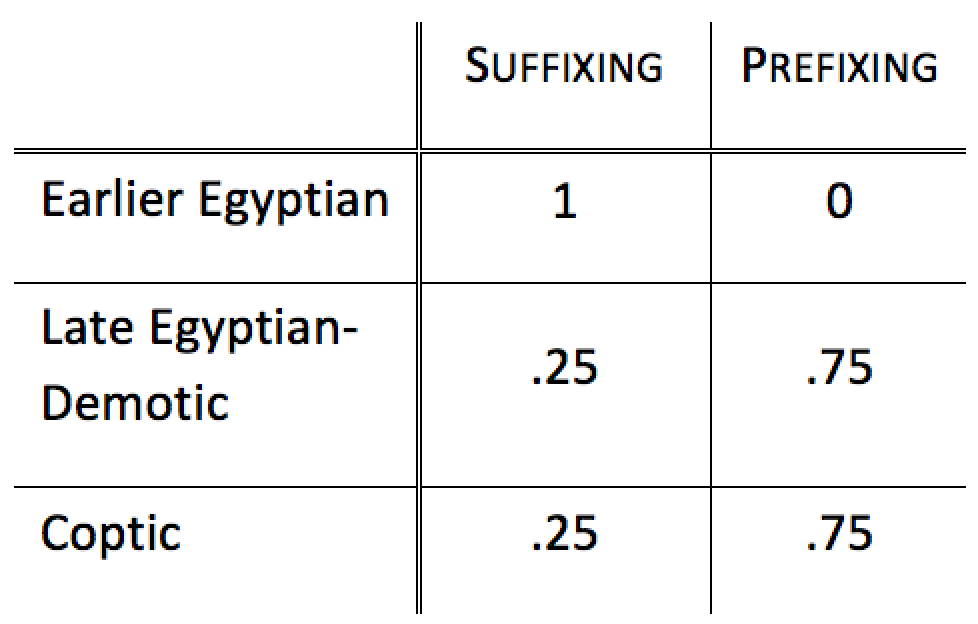 SUFFIXING PREFIXING
Earlier Egyptian 1 0
Late Egyptian-
Demotic .25 .75
Coptic .25 .75